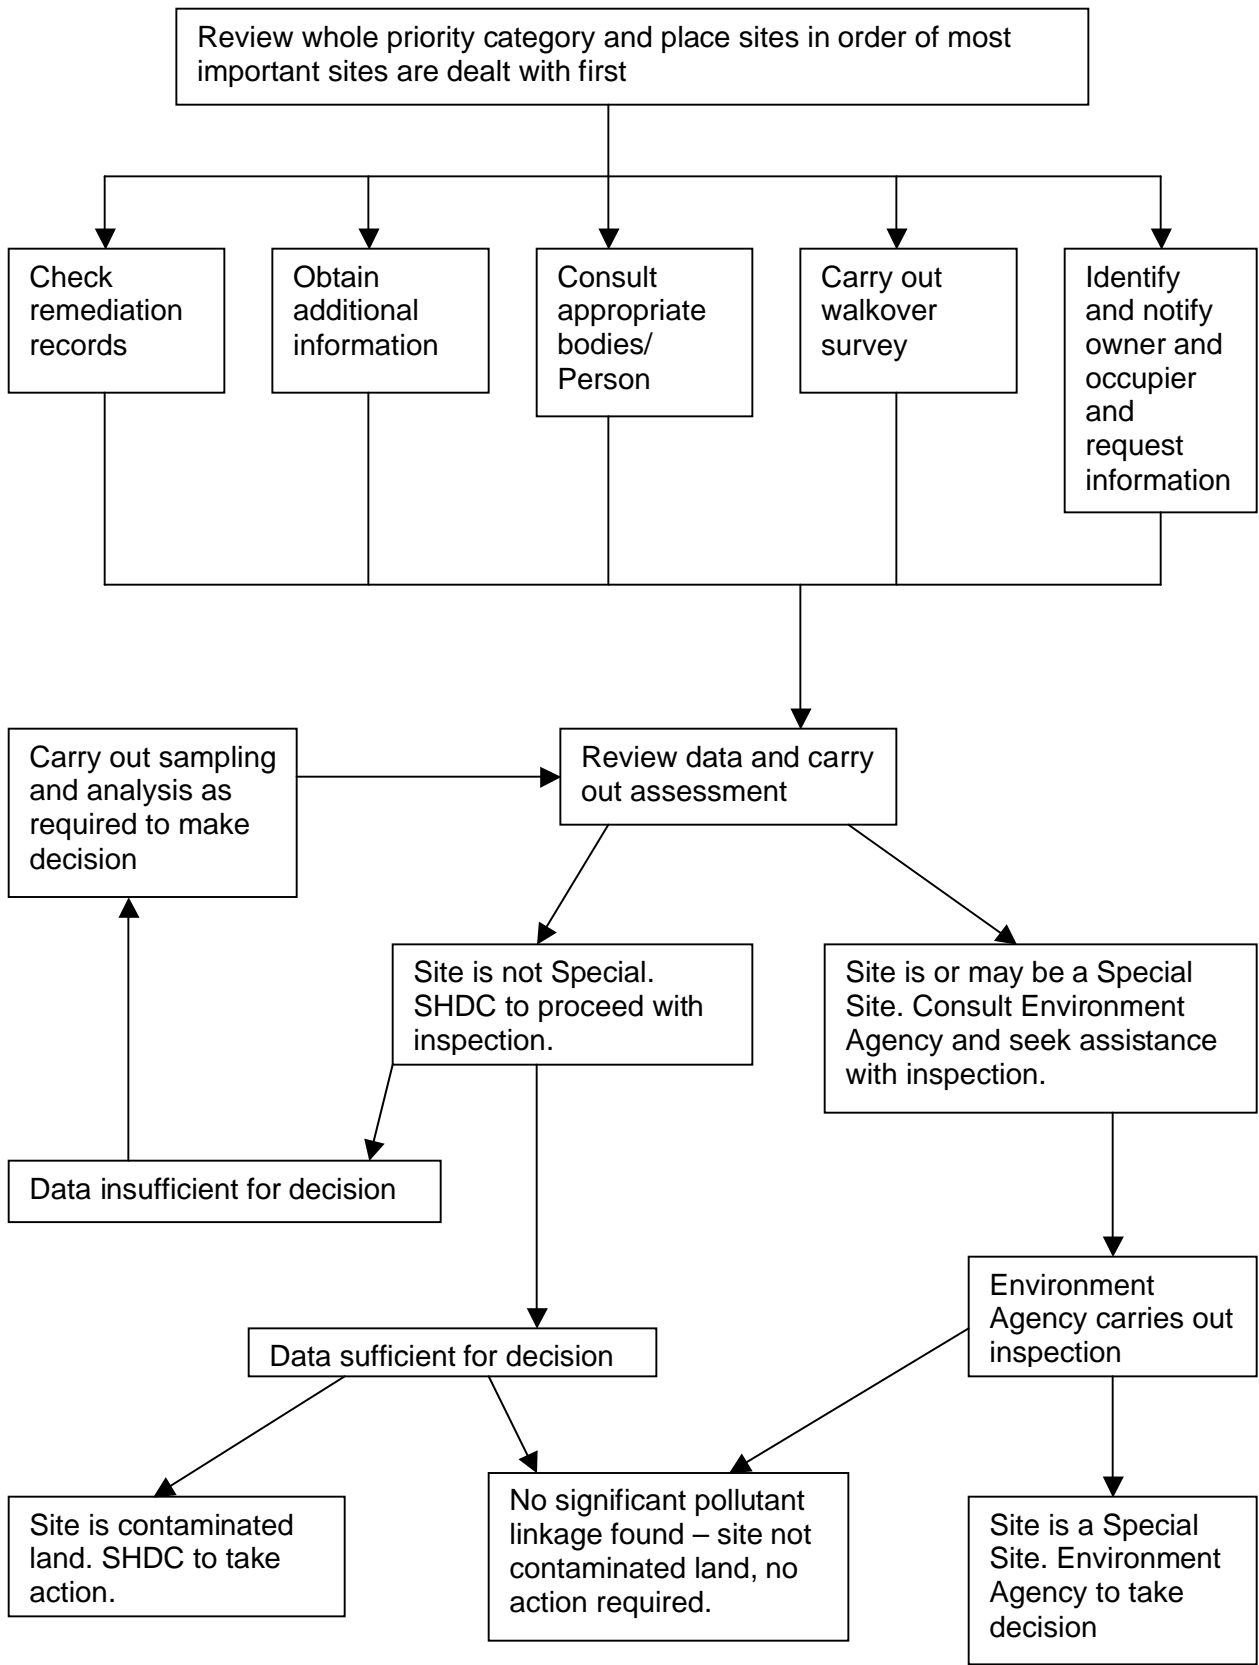 Review whole priority category and place sites in order of most
important sites are dealt with first
Check
remediation
records
Obtain
additional
information
Consult
appropriate
bodies/
Person
Carry out
walkover
survey
Identify
and notify
owner and
occupier
and
request
information
Carry out sampling
and analysis as
required to make
decision
Review data and carry
out assessment
Site is not Special.
SHDC to proceed with
inspection.
Site is or may be a Special
Site. Consult Environment
Agency and seek assistance
with inspection.
Data insufficient for decision
Environment
Agency carries out
inspection
Data sufficient for decision
Site is contaminated
land. SHDC to take
action.
No significant pollutant
linkage found – site not
contaminated land, no
action required.
Site is a Special
Site. Environment
Agency to take
decision